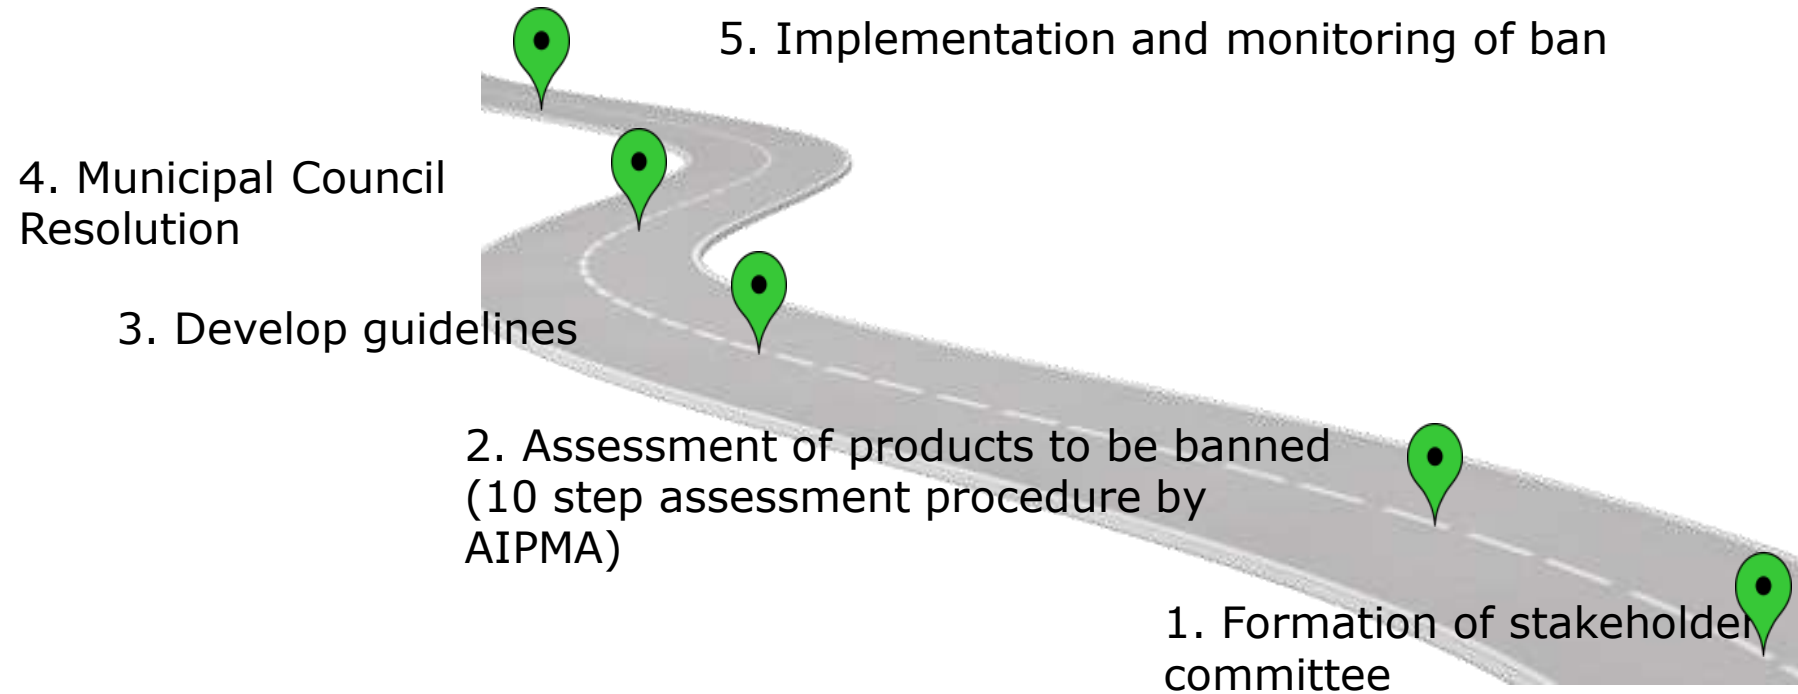 5. Implementation and monitoring of ban
4. Municipal Council
Resolution
3. Develop guidelines
2. Assessment of products to be banned
(10 step assessment procedure by
AIPMA)
1. Formation of stakeholder
committee